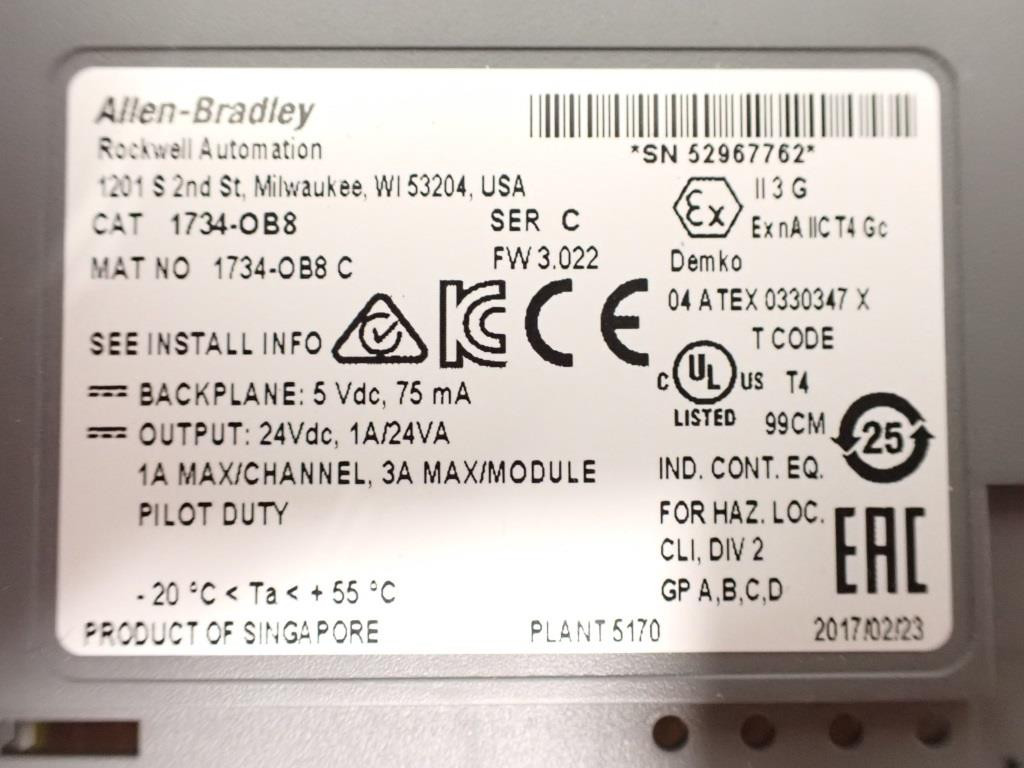 Allen-Bradley
Rockwell Automation
1201 S 2nd St, Milwaukee, WI 53204, USA
CAT 1734-OB8 SER C
MAT NO 1734-OB8 C FW 3.022
*SN 52967762*
Ex II 3 G
Ex nA IIC T4 Gc
Demko
04 ATEX 0330347 X
SEE INSTALL INFO KC CE
BACKPLANE: 5 Vdc, 75 mA
OUTPUT: 24Vdc, 1A/24VA
1A MAX/CHANNEL, 3A MAX/MODULE
PILOT DUTY
T CODE
C UL US T4
LISTED 99CM
25
IND. CONT. EQ.
FOR HAZ. LOC.
CLI, DIV 2
GP A,B,C,D
EAC
- 20 °C < Ta < + 55 °C
PRODUCT OF SINGAPORE PLANT 5170 2017/02/23